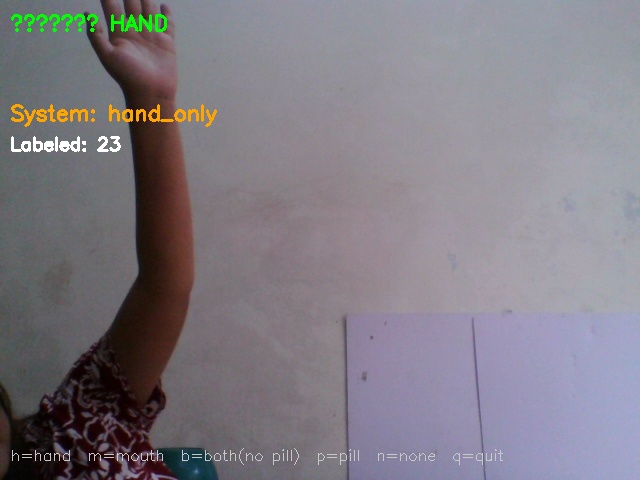 ??????? HAND
System: hand_only
Labeled: 23
h=hand m=mouth b=both(no pill) p=pill n=none q=quit